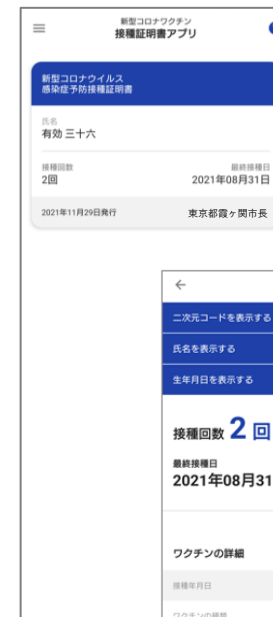 新型コロナワクチン
接種証明書アプリ
新型コロナウイルス
感染症予防接種証明書
氏名
有効 三十六
接種回数
2回
最終接種日
2021年08月31日
2021年11月29日発行
東京都霞ヶ関市長
二次元コードを表示する
氏名を表示する
生年月日を表示する
接種回数 2 回
最終接種日
2021年08月31
ワクチンの詳細
接種年月日
ワクチンの種類